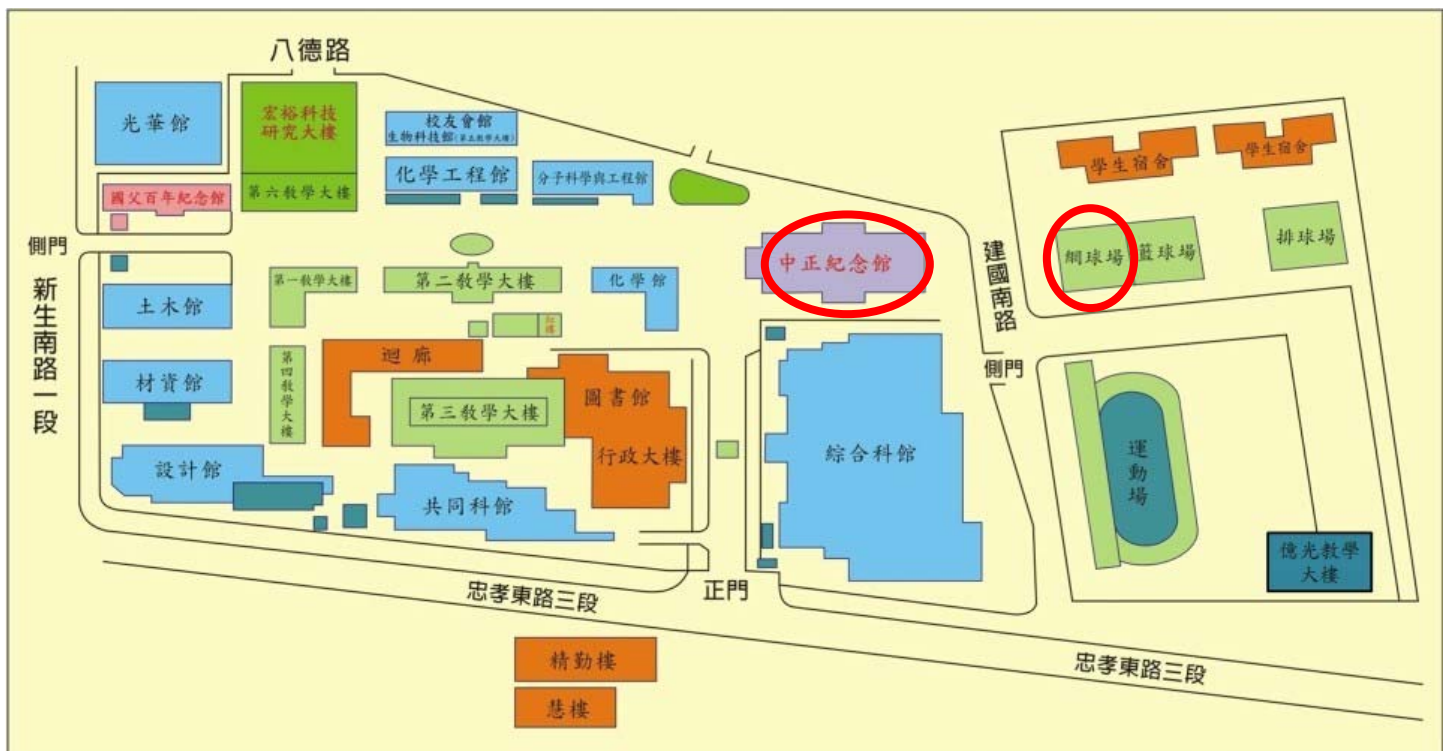 八德路
光華館
宏裕科技
研究大樓
校友會館
生物科技館(第五教學大樓)
化學工程館
分子科學與工程館
學生宿舍
學生宿舍
國父百年紀念館
第六教學大樓
側門
中正紀念館
建國南路
網球場
籃球場
排球場
新生南路一段
土木館
第一教學大樓
第二教學大樓
化學館
紅樓
材資館
第四教學大樓
迴廊
第三教學大樓
圖書館
行政大樓
側門
綜合科館
運動場
設計館
共同科館
億光教學
大樓
忠孝東路三段
正門
精勤樓
慧樓
忠孝東路三段